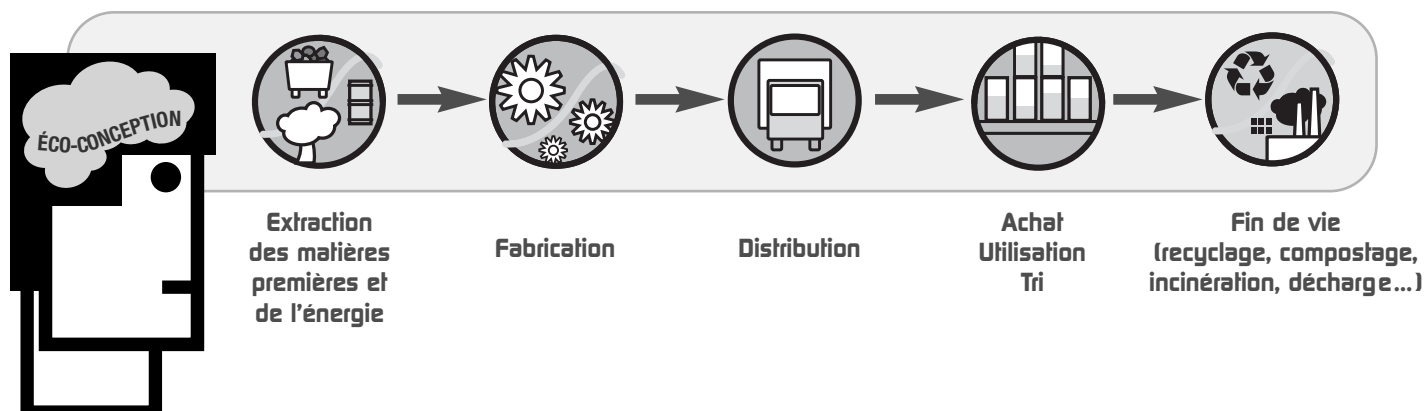 ÉCO-CONCEPTION
Extraction
des matières
premières et
de l'énergie
Fabrication
Distribution
Achat
Utilisation
Tri
Fin de vie
(recyclage, compostage,
incinération, décharge...)